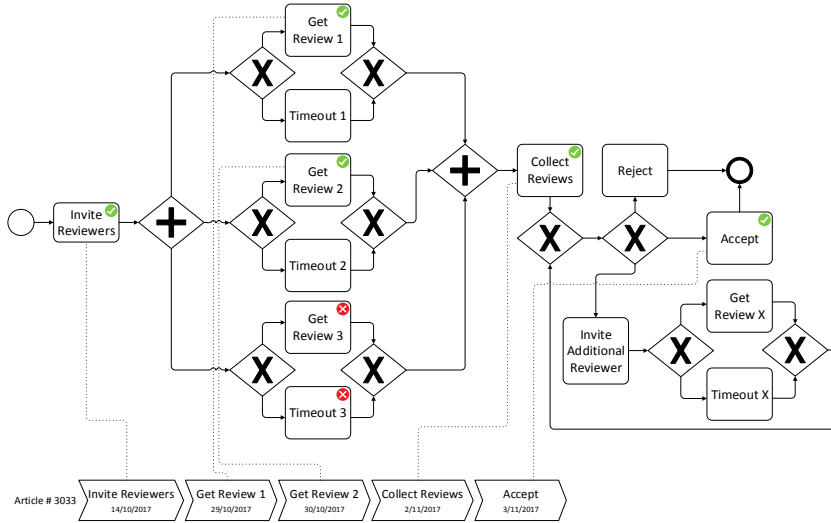 Get
Review 1
X
X
Timeout 1
Get
Review 2
X
X
Timeout 2
Get
Review 3
X
X
Timeout 3
Invite
Reviewers
Collect
Reviews
Reject
X
X
Accept
Invite
Additional
Reviewer
Get
Review X
X
X
Timeout X
Article # 3033
Invite Reviewers
14/10/2017
Get Review 1
29/10/2017
Get Review 2
30/10/2017
Collect Reviews
2/11/2017
Accept
3/11/2017